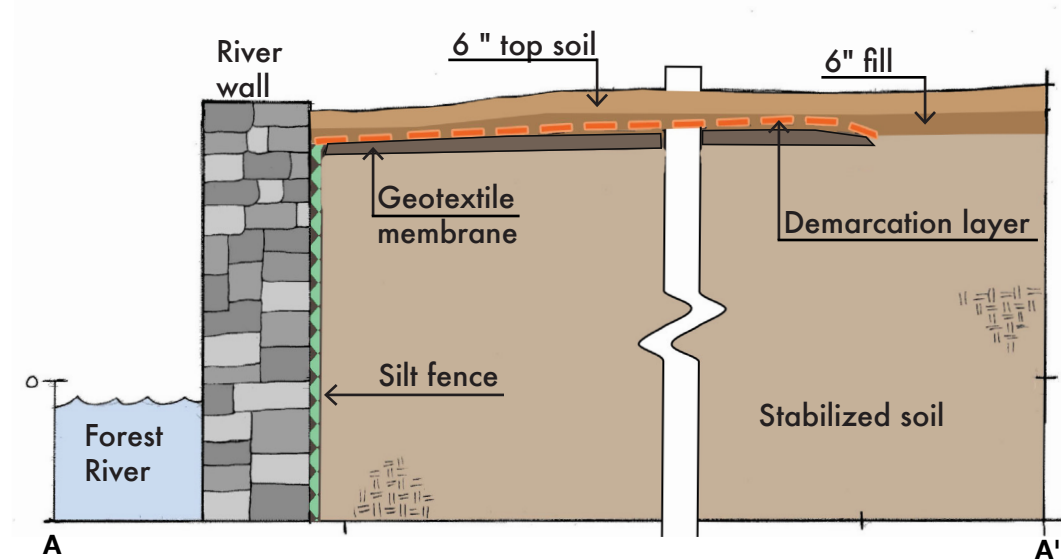 River
wall
6 " top soil
6" fill
Geotextile
membrane
Demarcation layer
Silt fence
0
Stabilized soil
Forest
River
A
A'